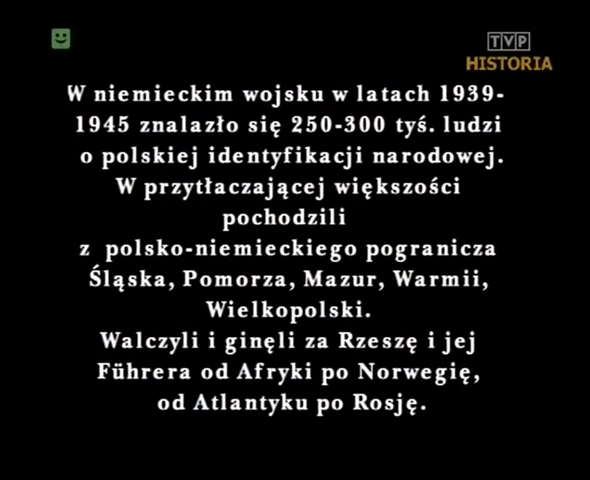 TVP
HISTORIA
W niemieckim wojsku w latach 1939-
1945 znalazło się 250-300 tyś. ludzi
o polskiej identyfikacji narodowej.
W przytłaczającej większości
pochodzili
z polsko-niemieckiego pogranicza
Śląska, Pomorza, Mazur, Warmii,
Wielkopolski.
Walczyli i ginęli za Rzeszę i jej
Führera od Afryki po Norwegię,
od Atlantyku po Rosję.